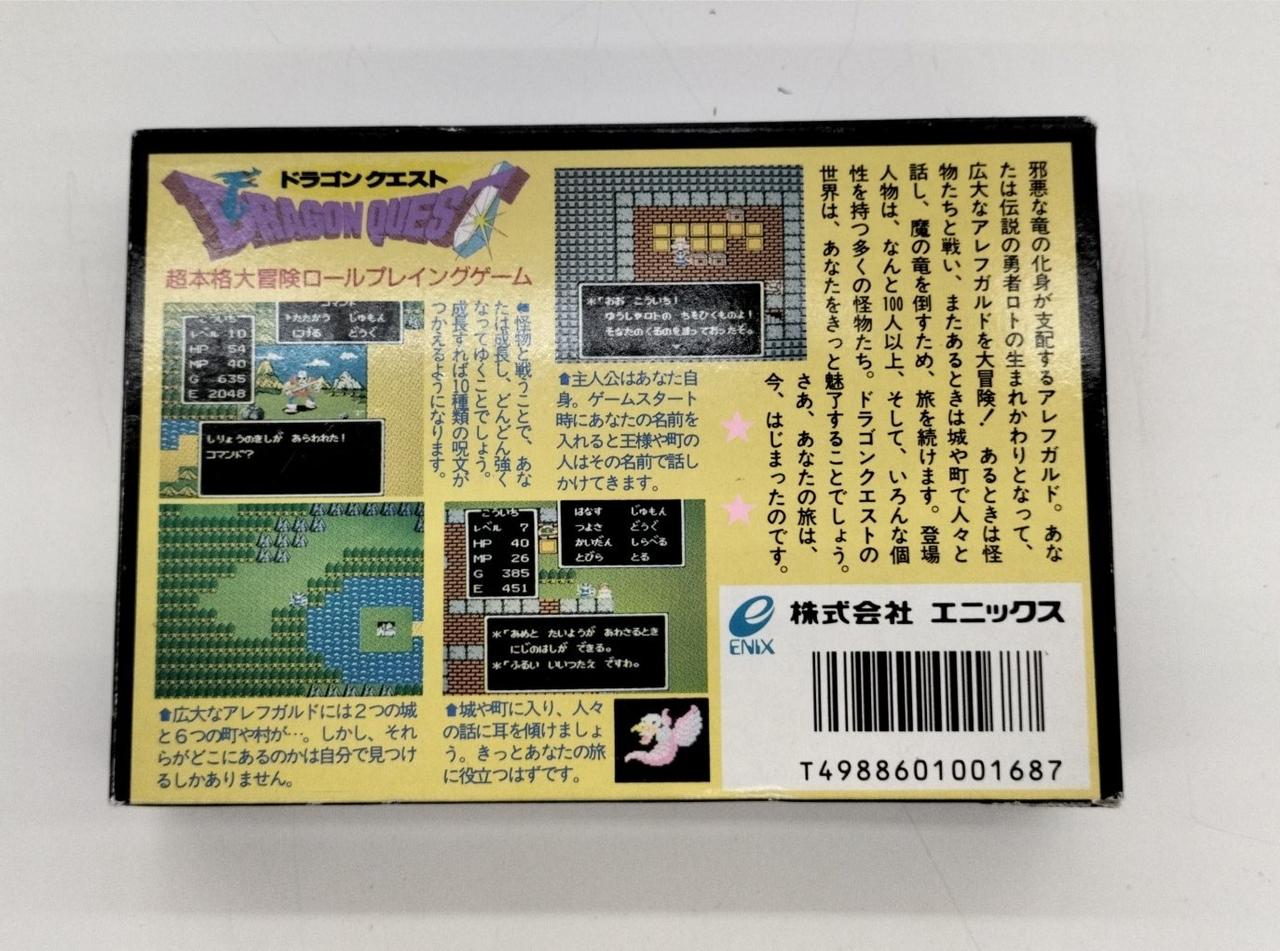 ドラゴンクエスト
DRAGON QUEST
超本格大冒険ロールプレイングゲーム
邪悪な竜の化身が支配するアレフガルド。あな
たは伝説の勇者ロトの生まれかわりとなって、
広大なアレフガルドを大冒険! あるときは怪
物たちと戦い、またあるときは城や町で人々と
話し、魔の竜を倒すため、旅を続けます。登場
人物は、なんと100人以上、そして、いろんな個
性を持つ多くの怪物たち。ドラゴンクエストの
世界は、あなたをきっと魅了することでしょう。
さあ、あなたの旅は、
今、はじまったのです。
*「おお こういち!
ゆうしゃロトの ちをひくものよ!
そなたのくるのを待っておったぞ。
⬆主人公はあなた自
身。ゲームスタート
時にあなたの名前を
入れると王様や町の
人はその名前で話し
かけてきます。
こういち
レベル 10
HP 54
MP 40
G 635
E 2048
コマンド
たたかう じゅもん
にげる どうぐ
しりょうのきしが あらわれた!
コマンド?
⬅怪物と戦うことで、あな
たは成長し、どんどん強く
なってゆくことでしょう。
成長すれば10種類の呪文が
つかえるようになります。
⬆広大なアレフガルドには2つの城
と6つの町や村が…。しかし、それ
らがどこにあるのかは自分で見つけ
るしかありません。
こういち
レベル 7
HP 40
MP 26
G 385
E 451
はなす じゅもん
つよさ どうぐ
かいだん しらべる
とびら とる
*「あめと たいようが あわさるとき
にじのはしが できる。
*「ふるい いいつたえ ですわ。
⬆城や町に入り、人々
の話に耳を傾けましょ
う。きっとあなたの旅
に役立つはずです。
ENIX
株式会社 エニックス
T4988601001687